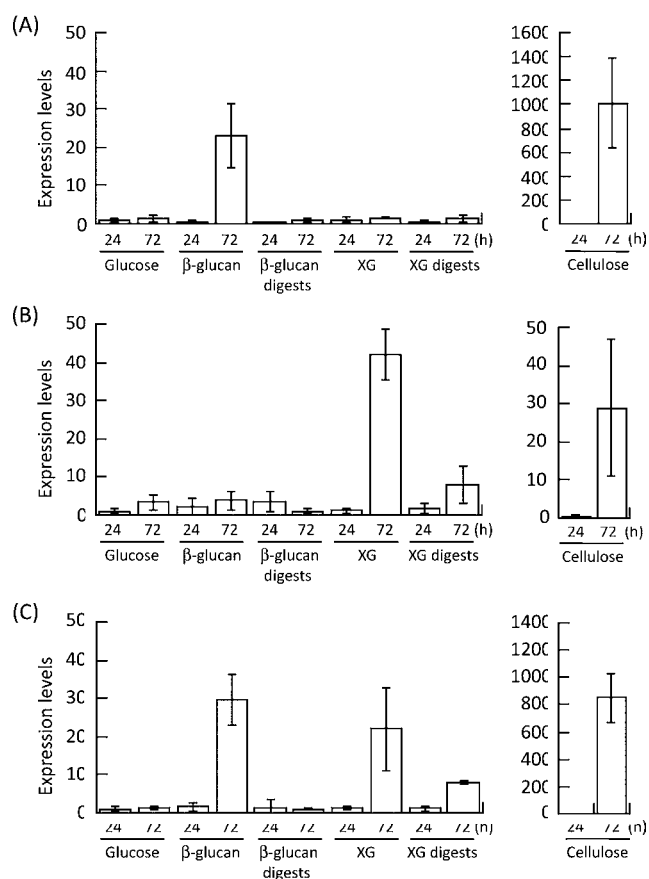 (A)
Expression levels
50
40
30
20
10
0
24 72 24 72 24 72 24 72 24 72 (h)
Glucose β-glucan β-glucan digests XG XG digests
1600
1400
1200
1000
800
600
400
200
0
24 72 (h)
Cellulose
(B)
Expression levels
50
40
30
20
10
0
24 72 24 72 24 72 24 72 24 72 (h)
Glucose β-glucan β-glucan digests XG XG digests
50
40
30
20
10
0
24 72 (h)
Cellulose
(C)
Expression levels
50
40
30
20
10
0
24 72 24 72 24 72 24 72 24 72 (h)
Glucose β-glucan β-glucan digests XG XG digests
1400
1200
1000
800
600
400
200
0
24 72 (h)
Cellulose